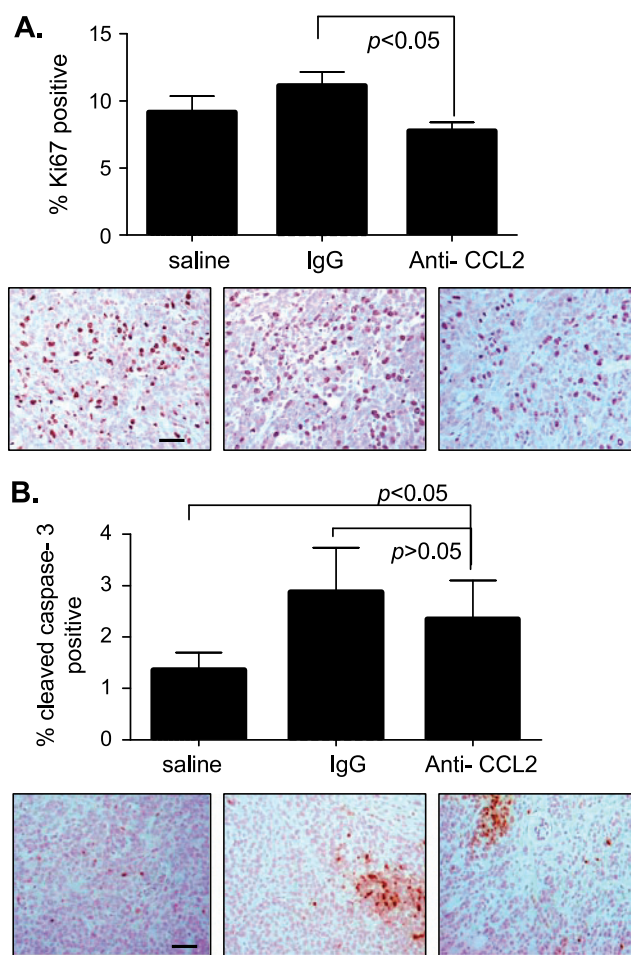 A.
% Ki67 positive
15
10
5
0
p<0.05
saline IgG Anti- CCL2
B.
% cleaved caspase- 3
positive
4
3
2
1
0
p<0.05
p>0.05
saline IgG Anti- CCL2